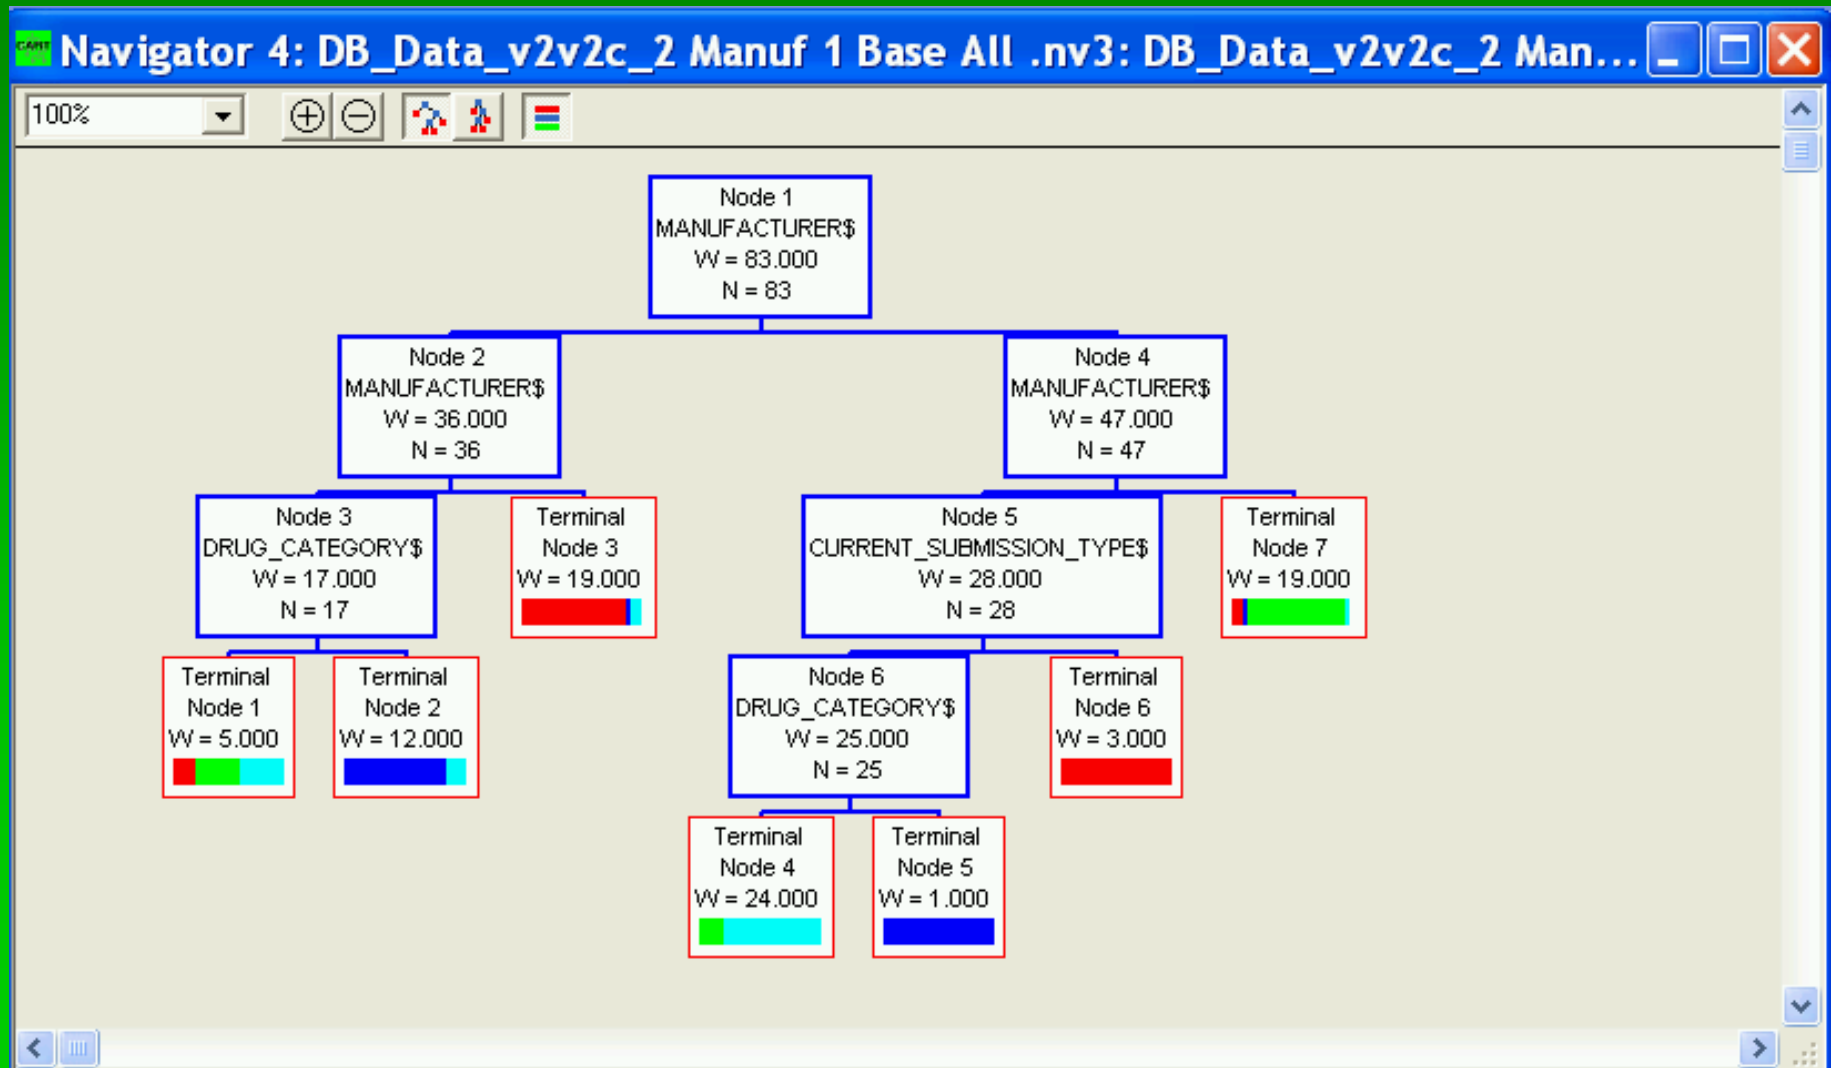 CART Navigator 4: DB_Data_v2v2c_2 Manuf 1 Base All .nv3: DB_Data_v2v2c_2 Man...
100%
Node 1
MANUFACTURER$
W = 83.000
N = 83
Node 2
MANUFACTURER$
W = 36.000
N = 36
Node 4
MANUFACTURER$
W = 47.000
N = 47
Node 3
DRUG_CATEGORY$
W = 17.000
N = 17
Terminal
Node 3
W = 19.000
Node 5
CURRENT_SUBMISSION_TYPE$
W = 28.000
N = 28
Terminal
Node 7
W = 19.000
Terminal
Node 1
W = 5.000
Terminal
Node 2
W = 12.000
Node 6
DRUG_CATEGORY$
W = 25.000
N = 25
Terminal
Node 6
W = 3.000
Terminal
Node 4
W = 24.000
Terminal
Node 5
W = 1.000